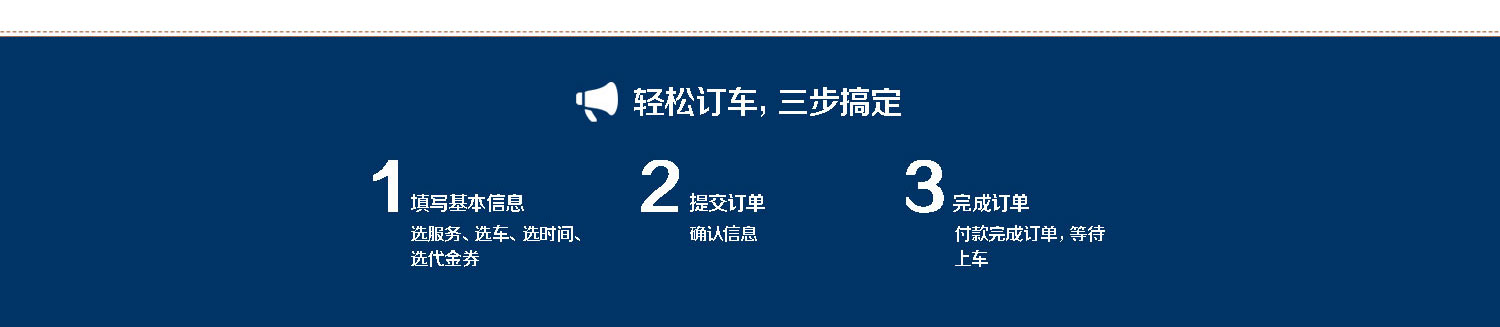 轻松订车，三步搞定
1 填写基本信息
选服务、选车、选时间、
选代金券
2 提交订单
确认信息
3 完成订单
付款完成订单，等待
上车